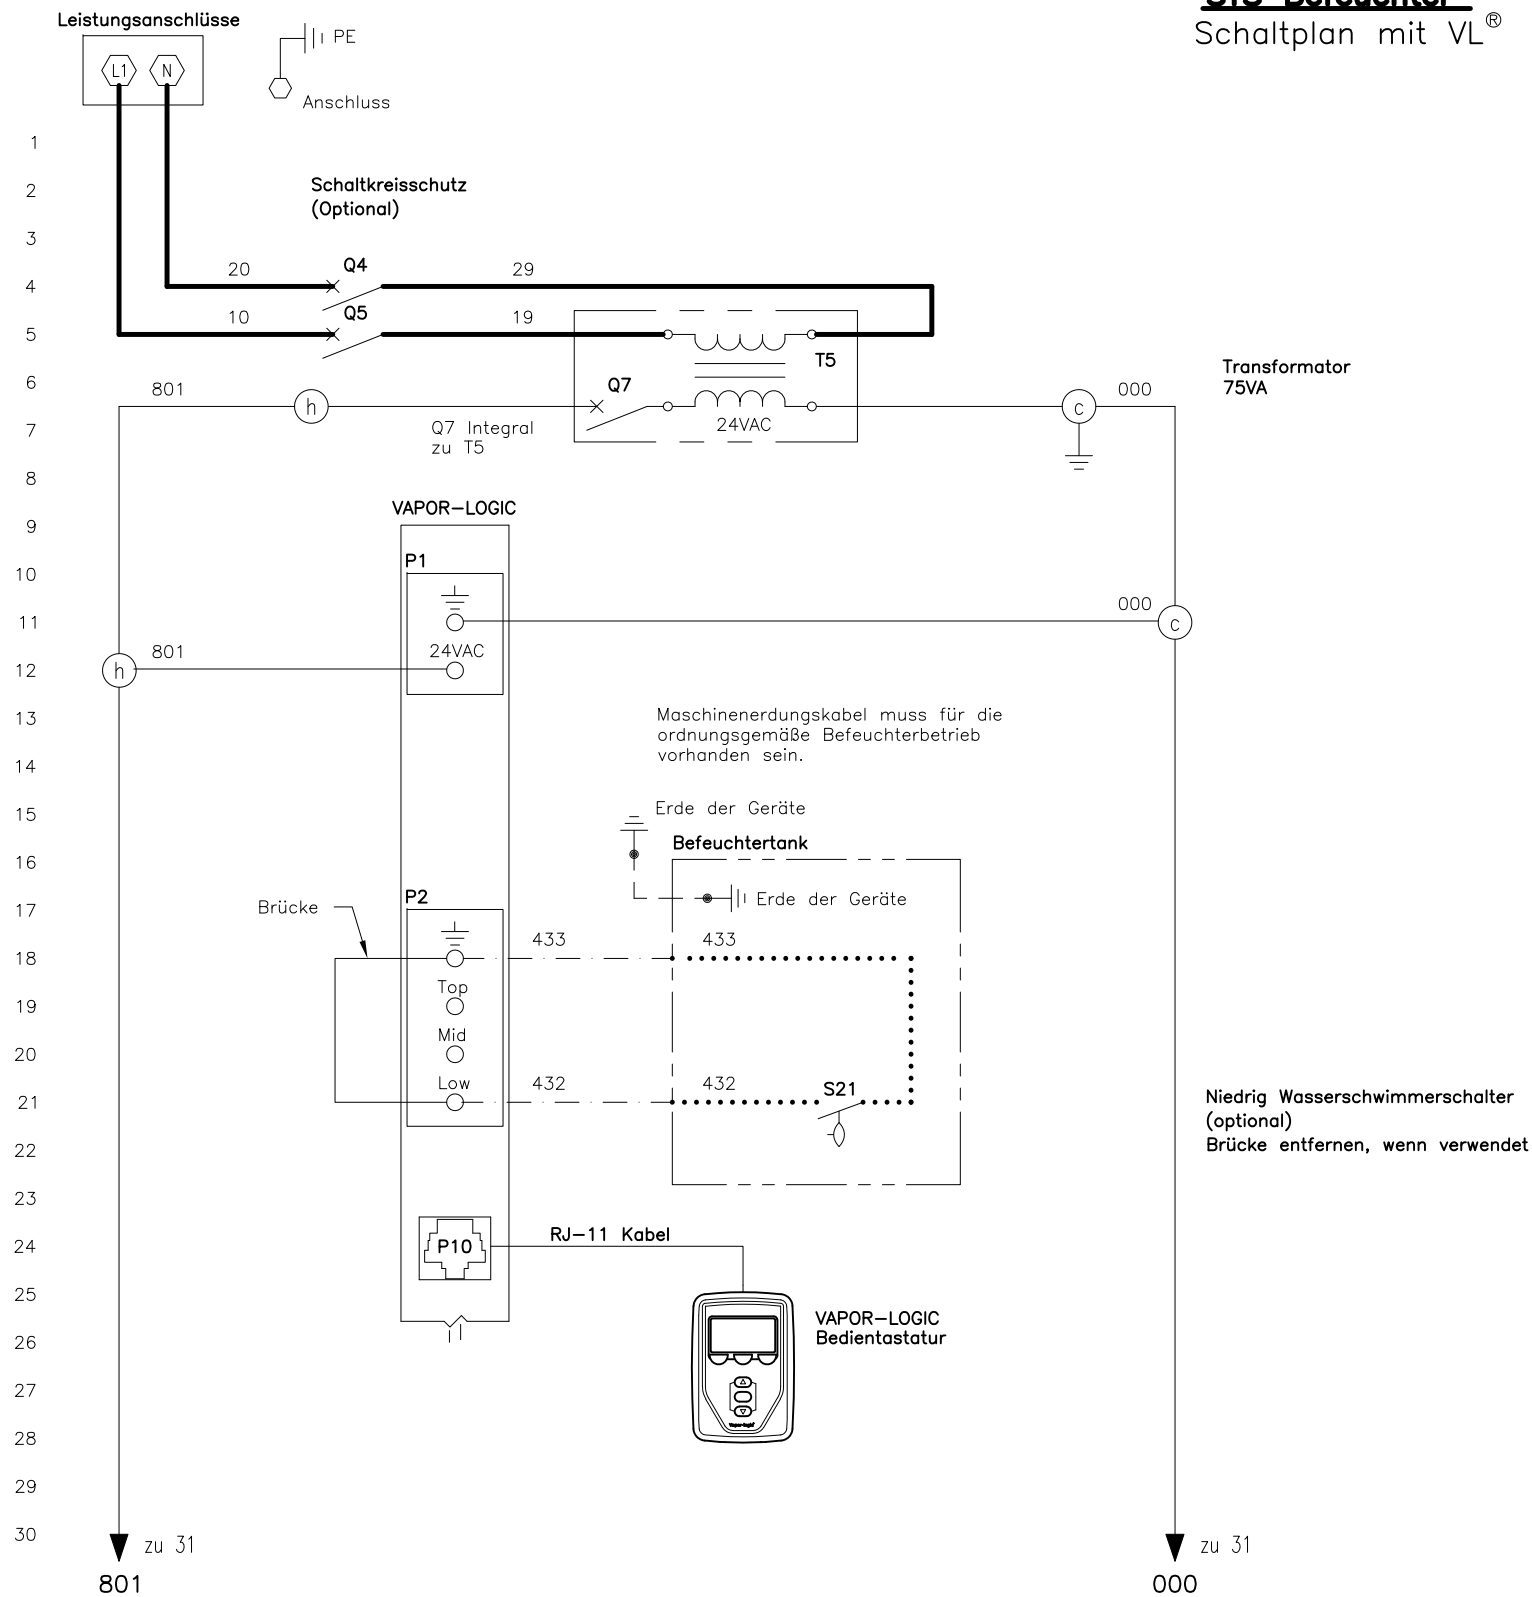 STS Befeuchter
Schaltplan mit VL®
Leistungsanschlüsse
L1 N
PE
Anschluss
1
2
Schaltkreisschutz
(Optional)
3
20 Q4 29
4
10 Q5 19
5
T5
6
801 h Q7 24VAC c 000
Transformator
75VA
Q7 Integral
zu T5
7
8
VAPOR-LOGIC
9
P1
10
000
11
c
24VAC
801
12
h
13
Maschinenerdungskabel muss für die
ordnungsgemäße Befeuchterbetrieb
vorhanden sein.
14
15
Erde der Geräte
Befeuchtertank
16
P2
Erde der Geräte
17
Brücke
433 433
18
Top
19
Mid
20
Low 432 432 S21
21
Niedrig Wasserschwimmerschalter
(optional)
Brücke entfernen, wenn verwendet
22
23
RJ-11 Kabel
24
P10
25
VAPOR-LOGIC
Bedientastatur
26
27
Vapor-logic®
28
29
30
zu 31
801
zu 31
000